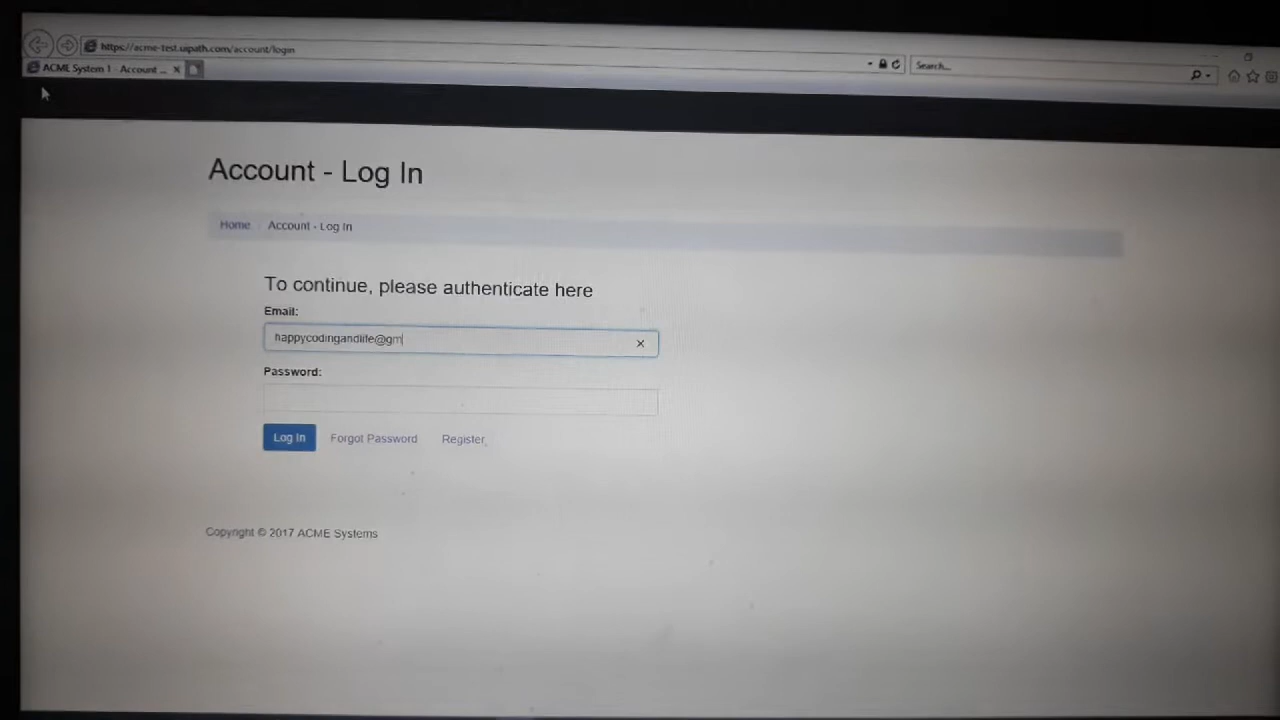 https://acme-test.uipath.com/account/login
Search...
ACME System 1 - Account ...
Account - Log In
Home Account - Log In
To continue, please authenticate here
Email:
happycodingandlife@gm
Password:
Log In Forgot Password Register
Copyright © 2017 ACME Systems